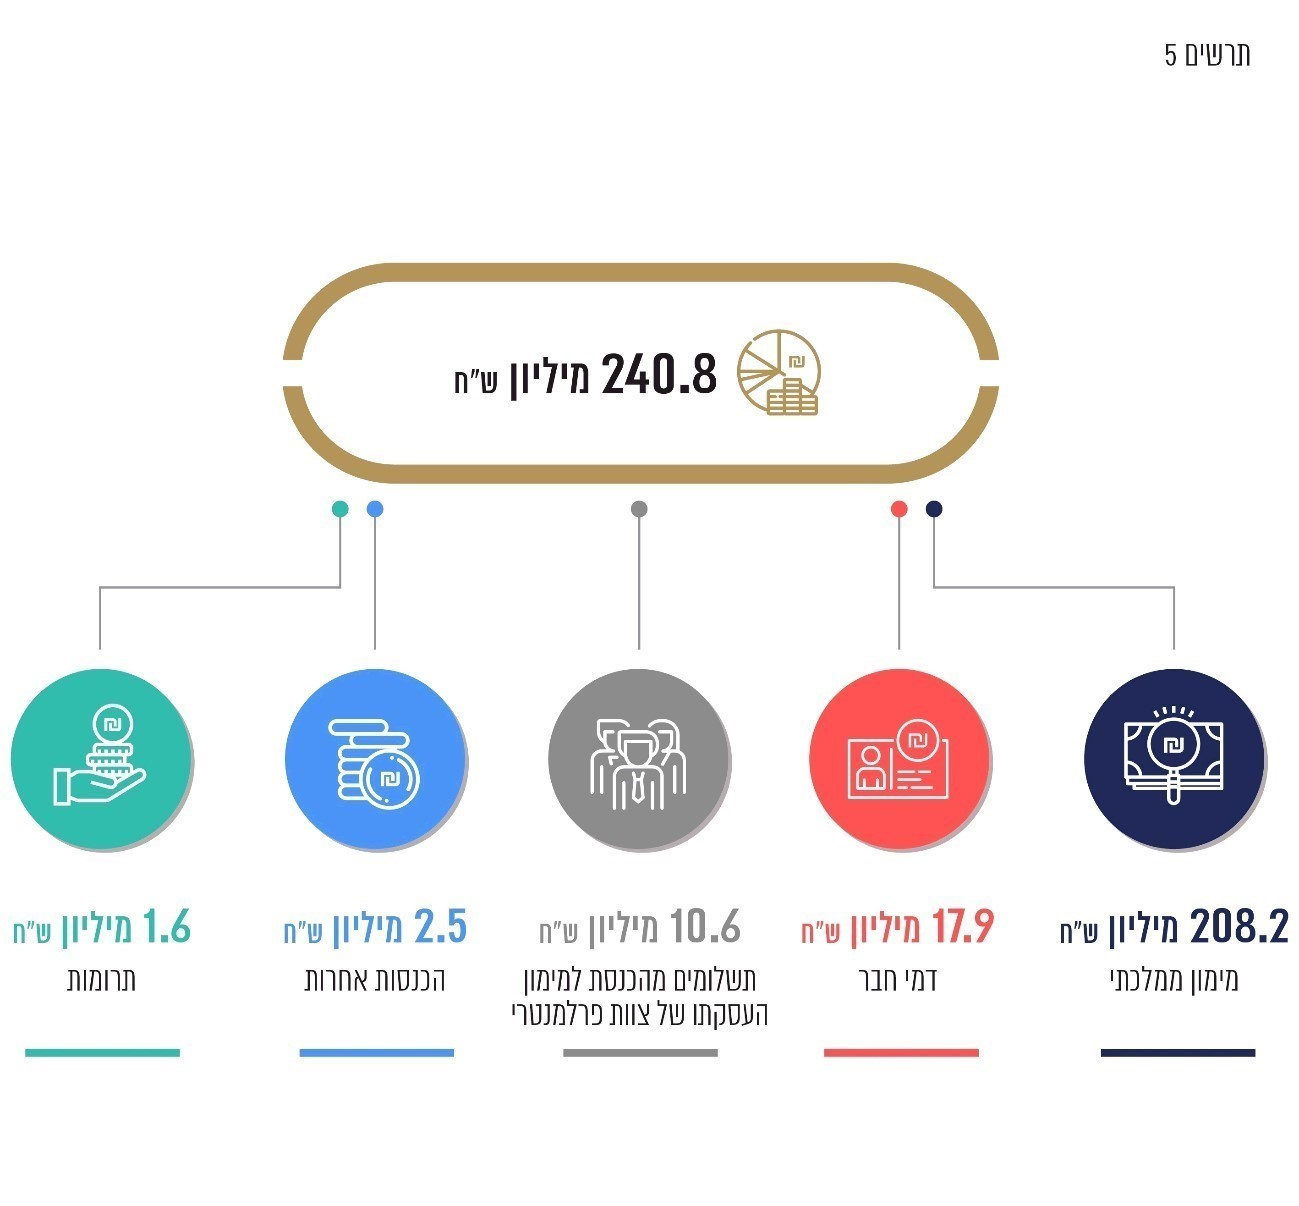 תרשים 5
240.8 מיליון ש"ח
208.2 מיליון ש"ח
מימון ממלכתי
17.9 מיליון ש"ח
דמי חבר
10.6 מיליון ש"ח
תשלומים מהכנסת למימון
העסקתו של צוות פרלמנטרי
2.5 מיליון ש"ח
הכנסות אחרות
1.6 מיליון ש"ח
תרומות